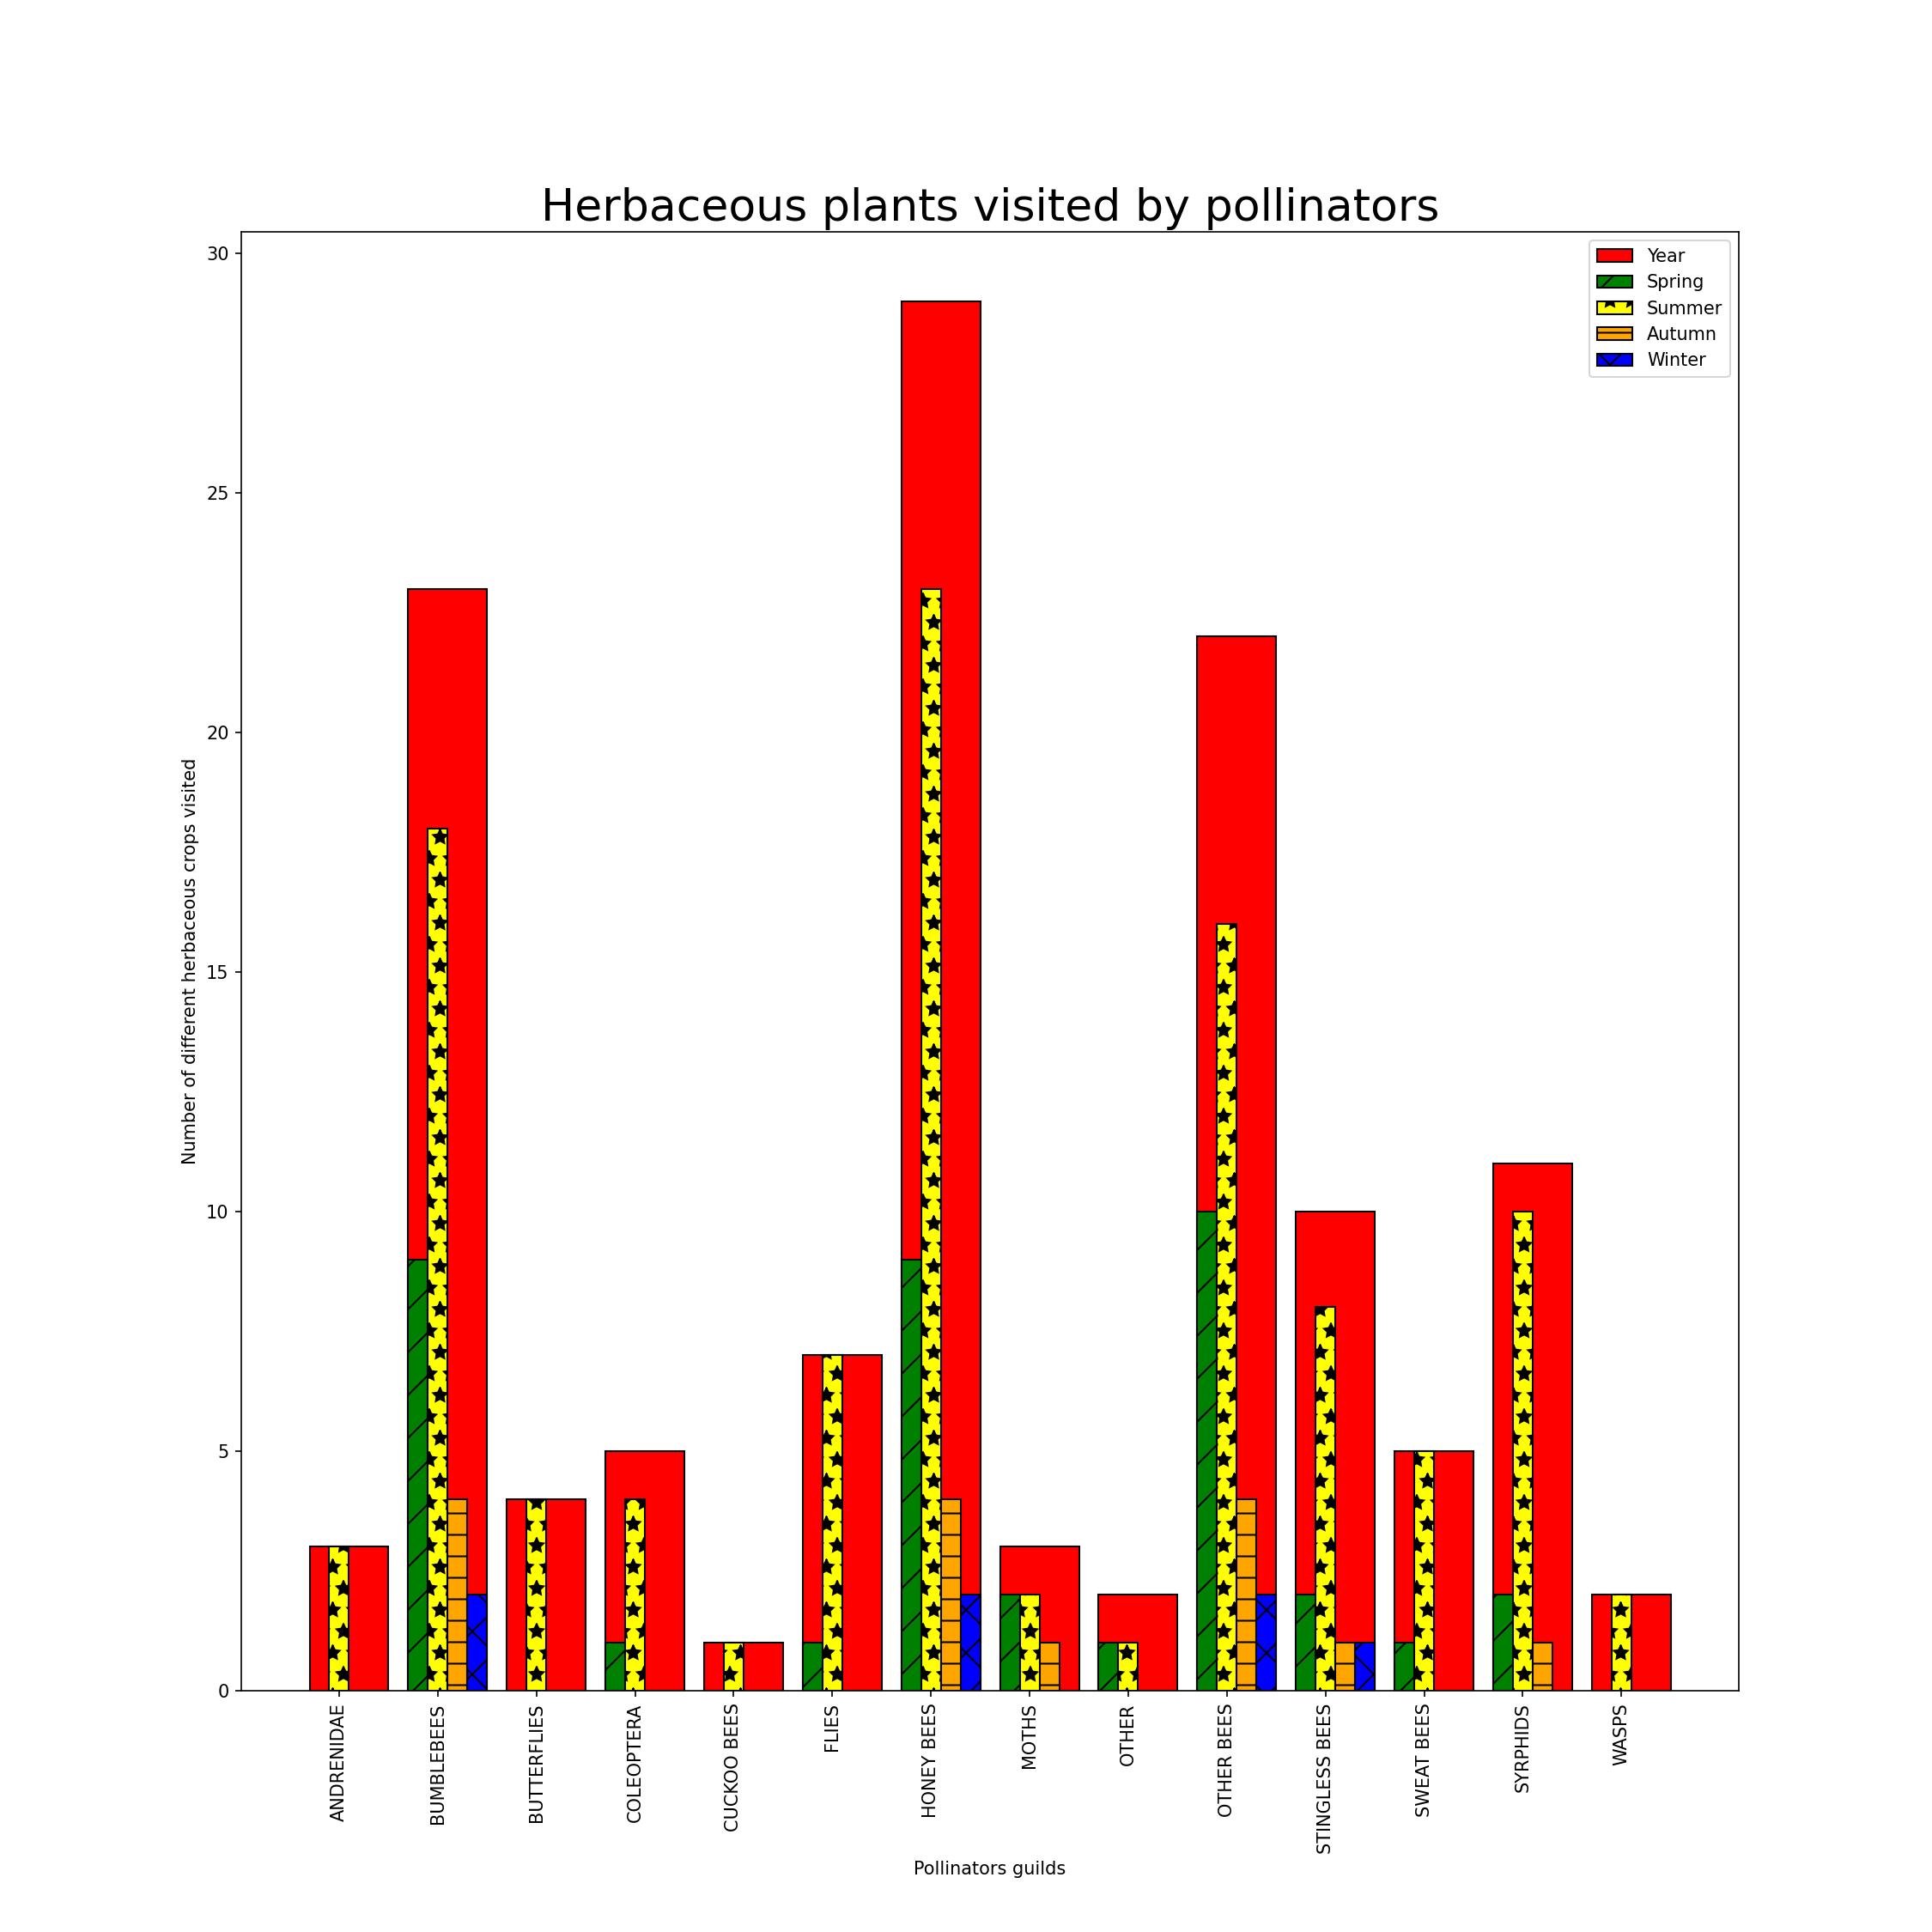 Herbaceous plants visited by pollinators
Year
Spring
Summer
Autumn
Winter
Number of different herbaceous crops visited
30
25
20
15
10
5
0
ANDRENIDAE
BUMBLEBEES
BUTTERFLIES
COLEOPTERA
CUCKOO BEES
FLIES
HONEY BEES
MOTHS
OTHER
OTHER BEES
STINGLESS BEES
SWEAT BEES
SYRPHIDS
WASPS
Pollinators guilds